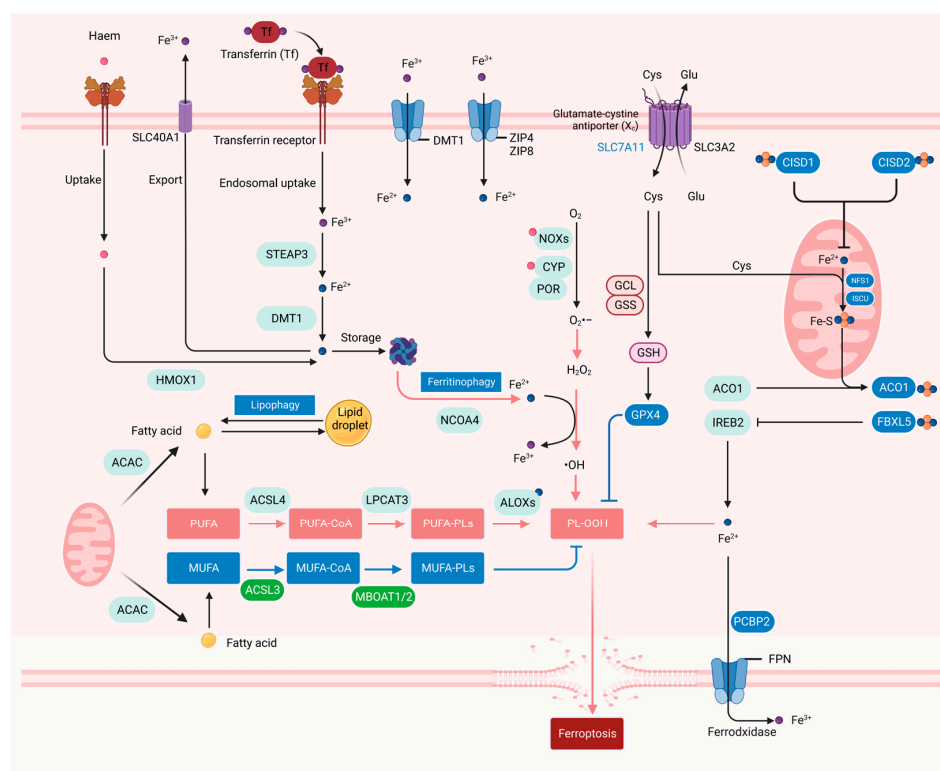 Haem
Fe3+
Tf
Transferrin (Tf)
Tf
Fe3+
Fe3+
Cys
Glu
Glutamate-cystine
antiporter (Xc)
SLC7A11
SLC3A2
SLC40A1
Transferrin receptor
DMT1
ZIP4
ZIP8
CISD1
CISD2
Uptake
Export
Endosomal uptake
Fe2+
Fe2+
Cys
Glu
Fe3+
O2
NOXs
STEAP3
CYP
POR
Cys
Fe2+
NFS1
ISCU
Fe2+
GCL
GSS
DMT1
O2•−
Fe-S
Storage
GSH
H2O2
HMOX1
Ferritinophagy
Fe2+
ACO1
ACO1
Lipophagy
Lipid
droplet
NCOA4
GPX4
IREB2
FBXL5
Fatty acid
Fe3+
•OH
ACAC
ACSL4
LPCAT3
ALOXs
PUFA
PUFA-CoA
PUFA-PLs
PL-OOH
Fe2+
MUFA
MUFA-CoA
MUFA-PLs
ACSL3
MBOAT1/2
ACAC
PCBP2
Fatty acid
FPN
Ferroptosis
Ferrodxidase
Fe3+